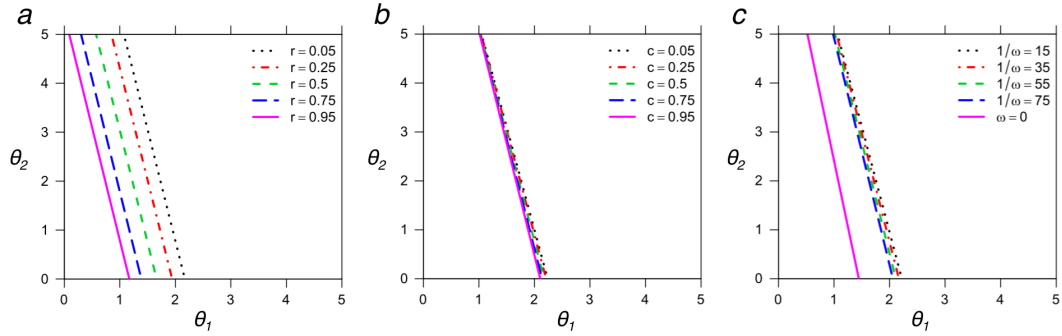 a
5
4
3
2
1
0
θ2
0 1 2 3 4 5
θ1
r = 0.05
r = 0.25
r = 0.5
r = 0.75
r = 0.95
b
5
4
3
2
1
0
θ2
0 1 2 3 4 5
θ1
c = 0.05
c = 0.25
c = 0.5
c = 0.75
c = 0.95
c
5
4
3
2
1
0
θ2
0 1 2 3 4 5
θ1
1/ω = 15
1/ω = 35
1/ω = 55
1/ω = 75
ω = 0